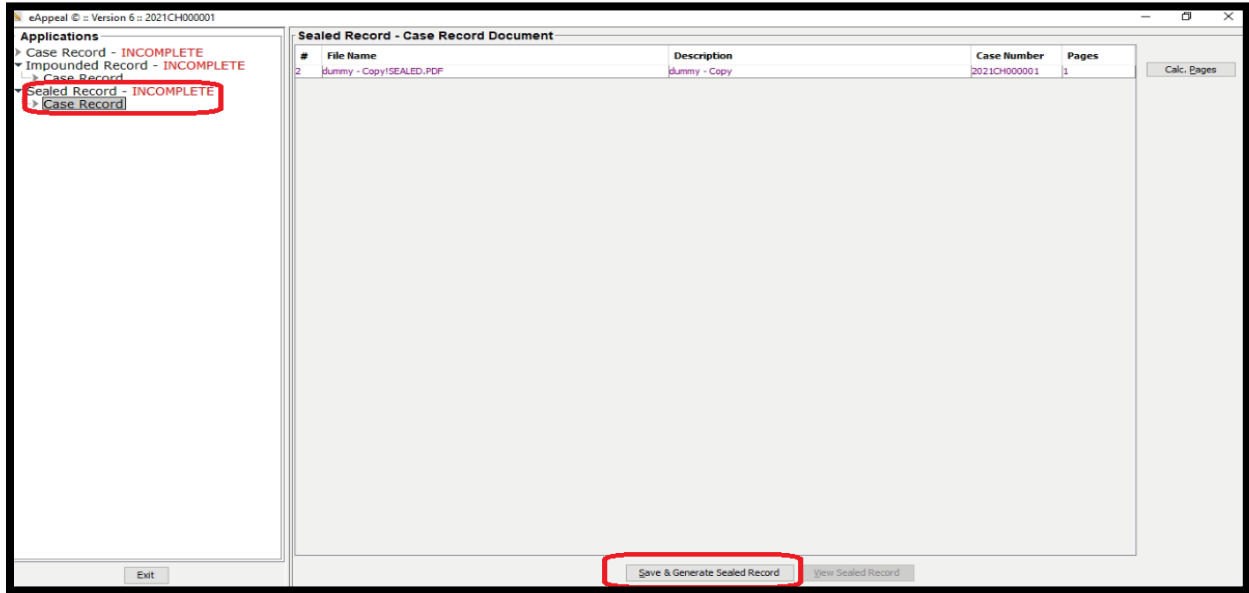 eAppeal © :: Version 6 :: 2021CH000001
Applications
Case Record - INCOMPLETE
Impounded Record - INCOMPLETE
Case Record
Sealed Record - INCOMPLETE
Case Record
Exit
Sealed Record - Case Record Document
# File Name Description Case Number Pages
2 dummy - Copy!SEALED.PDF dummy - Copy 2021CH000001 1
Calc. Pages
Save & Generate Sealed Record View Sealed Record